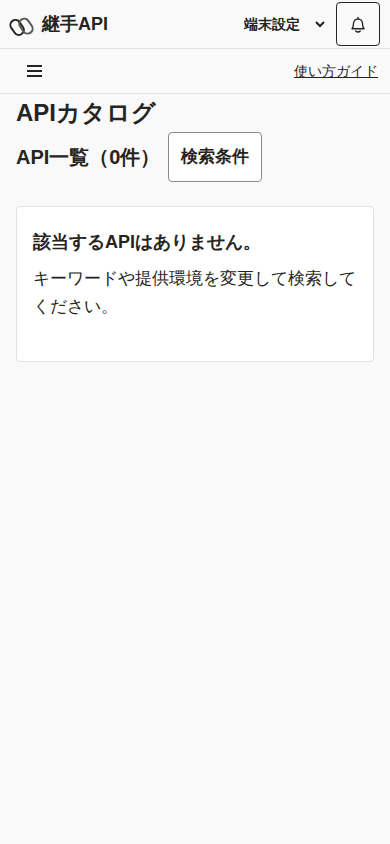 継手API
端末設定
使い方ガイド
APIカタログ
API一覧（0件）
検索条件
該当するAPIはありません。
キーワードや提供環境を変更して検索して
ください。